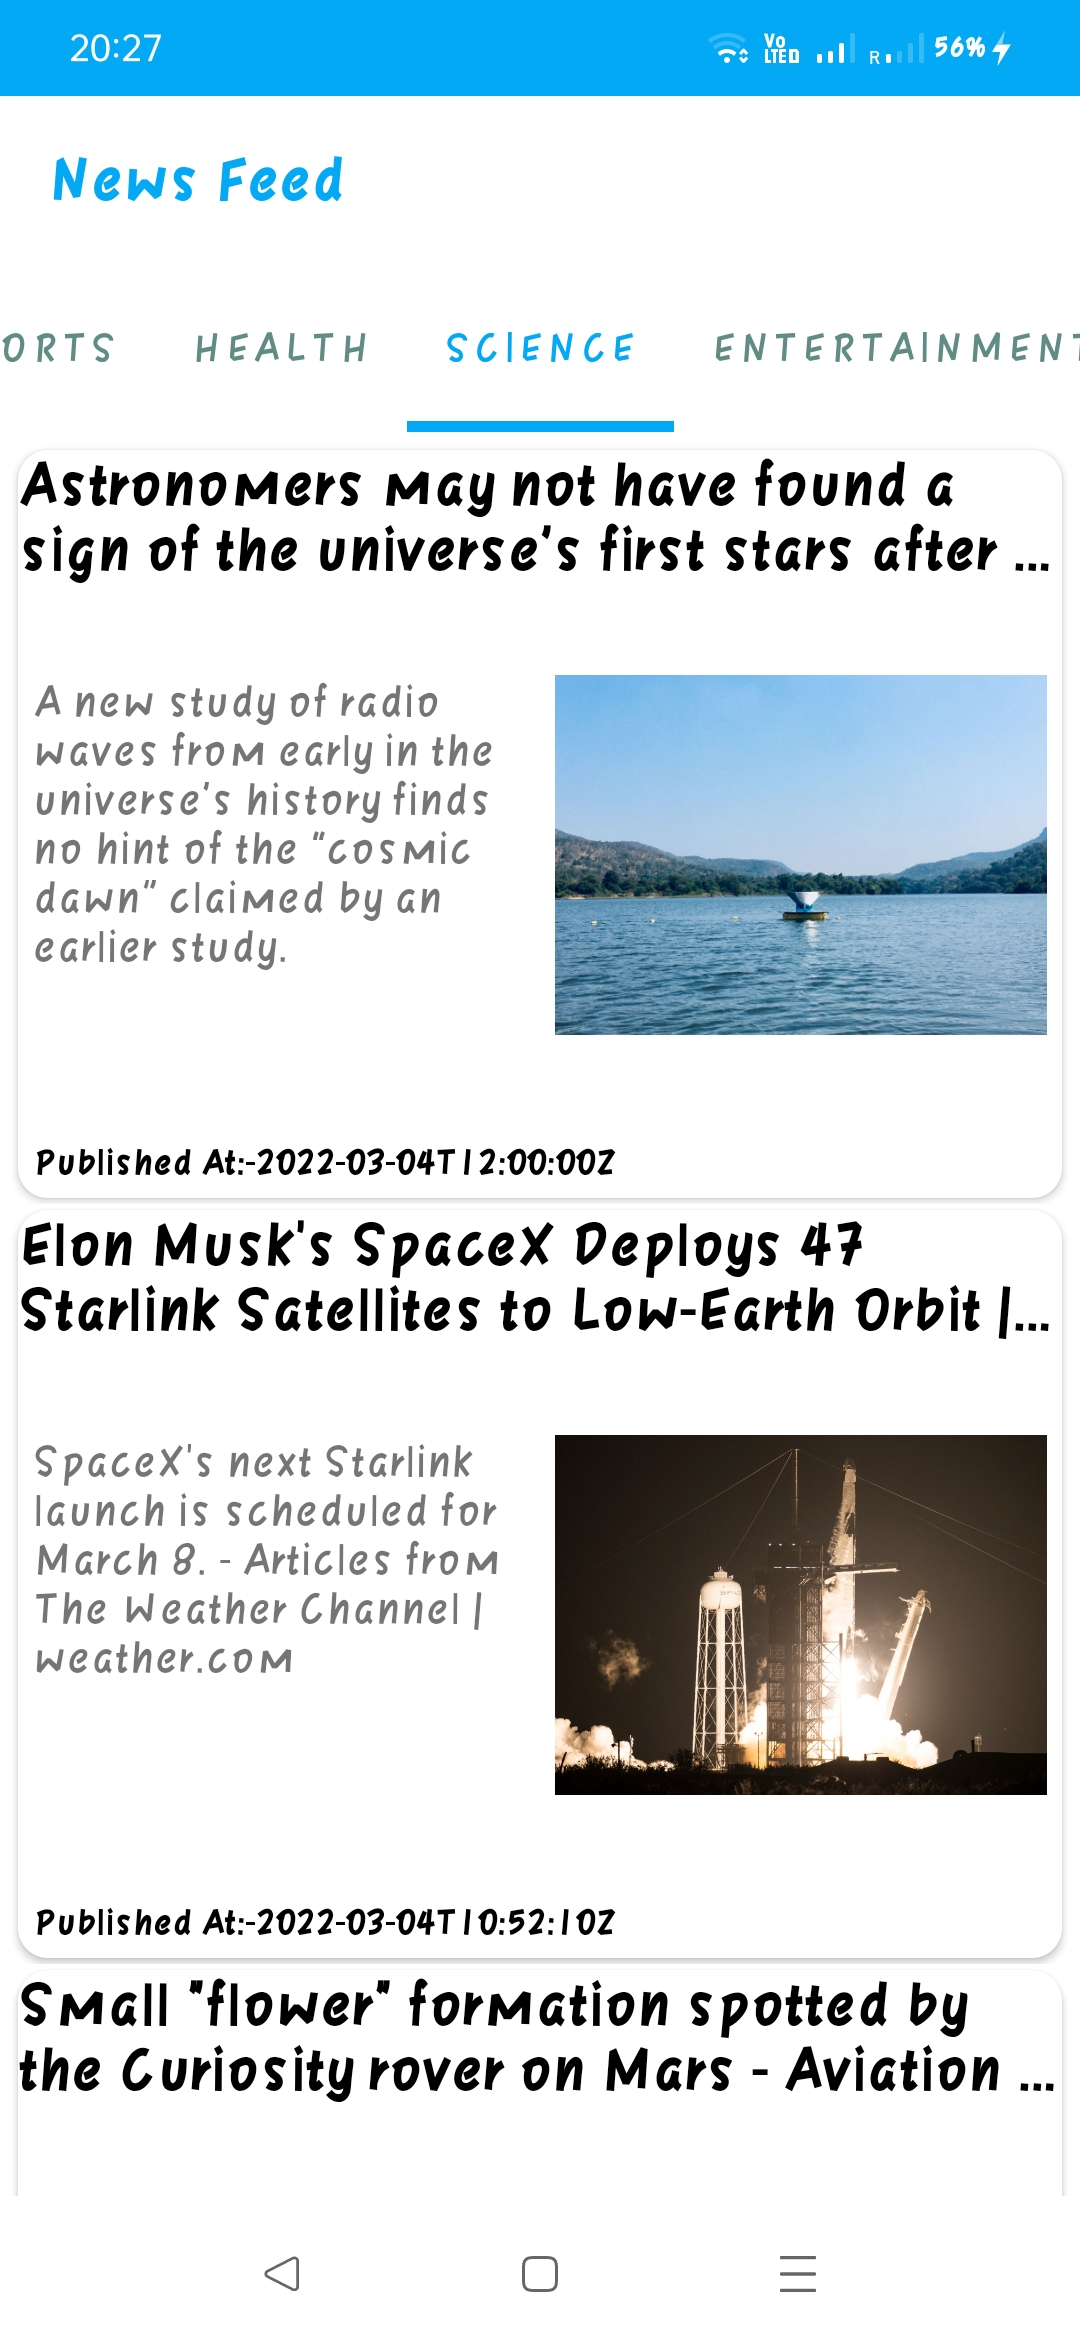 20:27
Vo LTED
R
56%
News Feed
ORTS HEALTH SCIENCE ENTERTAINMENT
Astronomers may not have found a
sign of the universe's first stars after ...
A new study of radio
waves from early in the
universe's history finds
no hint of the “cosmic
dawn” claimed by an
earlier study.
Published At:-2022-03-04T12:00:00Z
Elon Musk's SpaceX Deploys 47
Starlink Satellites to Low-Earth Orbit |...
SpaceX's next Starlink
launch is scheduled for
March 8. - Articles from
The Weather Channel |
weather.com
Published At:-2022-03-04T10:52:10Z
Small "flower" formation spotted by
the Curiosity rover on Mars - Aviation ...